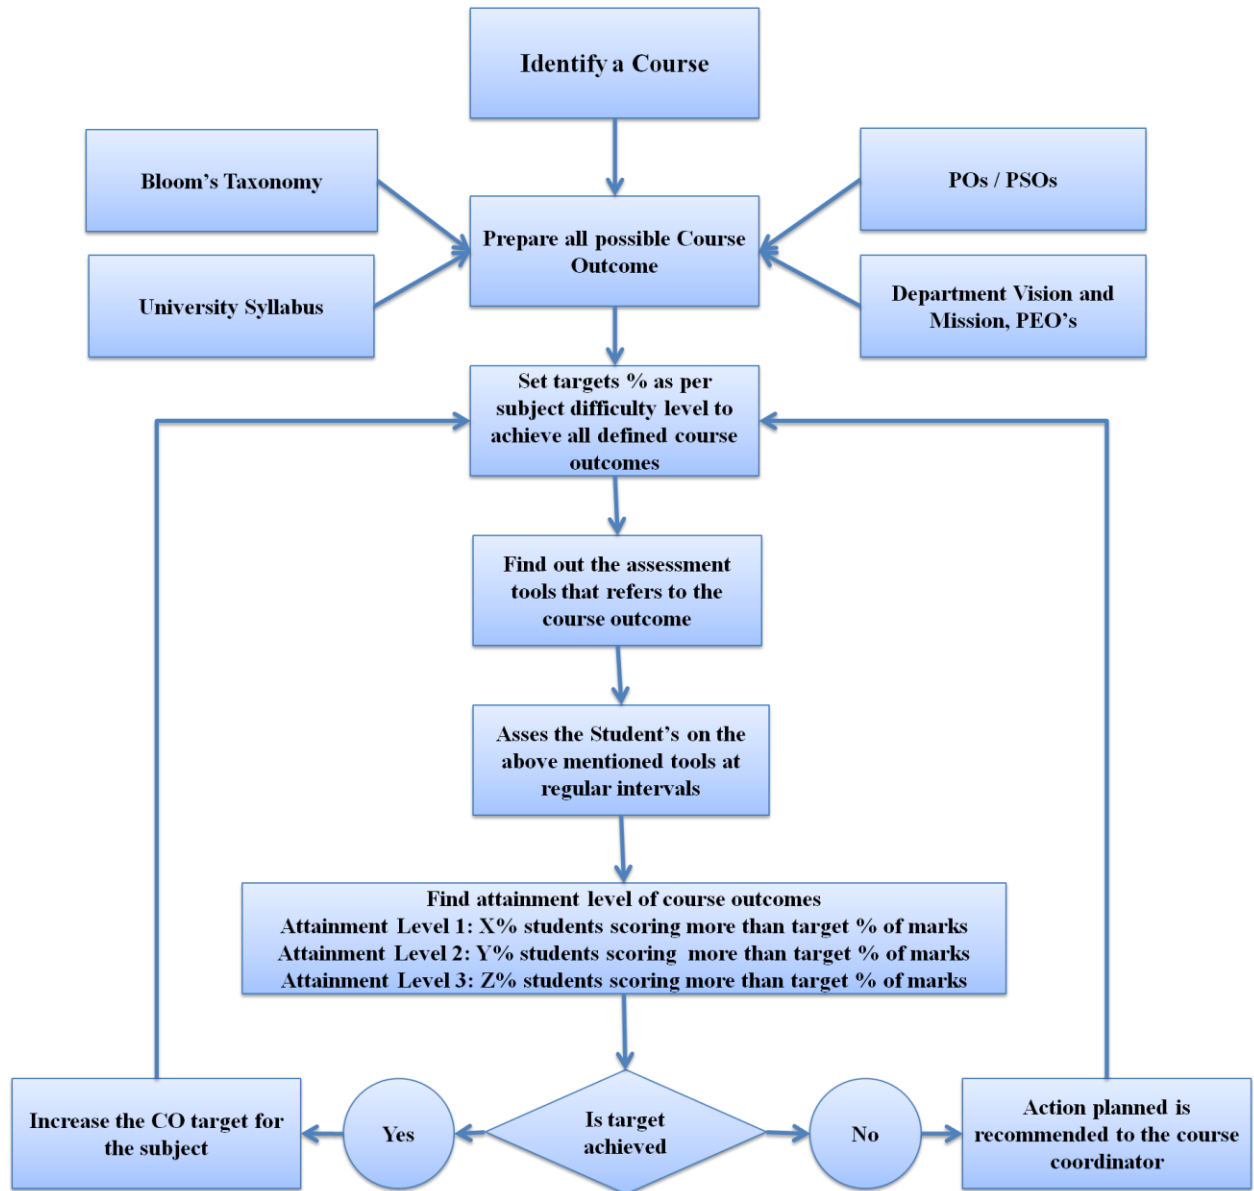 Identify a Course
Bloom's Taxonomy
POs / PSOs
Prepare all possible Course
Outcome
University Syllabus
Department Vision and
Mission, PEO's
Set targets % as per
subject difficulty level to
achieve all defined course
outcomes
Find out the assessment
tools that refers to the
course outcome
Asses the Student's on the
above mentioned tools at
regular intervals
Find attainment level of course outcomes
Attainment Level 1: X% students scoring more than target % of marks
Attainment Level 2: Y% students scoring more than target % of marks
Attainment Level 3: Z% students scoring more than target % of marks
Increase the CO target for
the subject
Yes
Is target
achieved
No
Action planned is
recommended to the course
coordinator